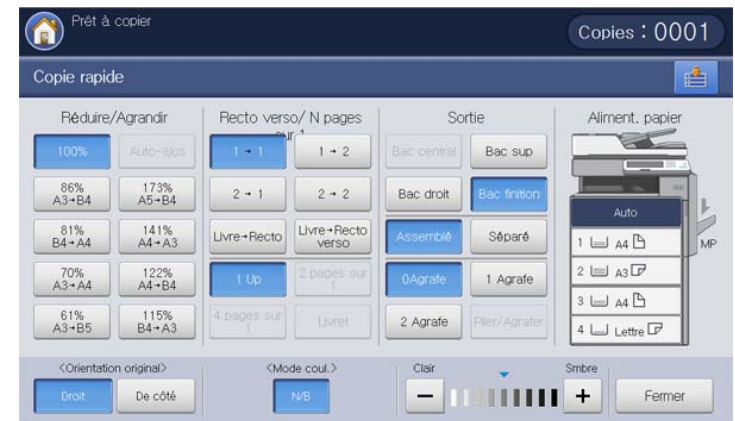 Prêt à copier
Copies : 0001
Copie rapide
Réduire/Agrandir
100%
Auto-ajus
86%
A3→B4
173%
A5→B4
81%
B4→A4
141%
A4→A3
70%
A3→A4
122%
A4→B4
61%
A3→B5
115%
B4→A3
Recto verso/ N pages
sur 1
1 → 1
1 → 2
2 → 1
2 → 2
Livre→Recto
Livre→Recto
verso
1 Up
2 pages sur
1
4 pages sur
1
Livret
Sortie
Bac central
Bac sup
Bac droit
Bac finition
Assemblé
Séparé
0Agrafe
1 Agrafe
2 Agrafe
Plier/Agrafer
Aliment. papier
Auto
1 A4
MP
2 A3
3 A4
4 Lettre
<Orientation original>
Droit
De côté
<Mode coul.>
N/B
Clair
Smbre
−
+
Fermer